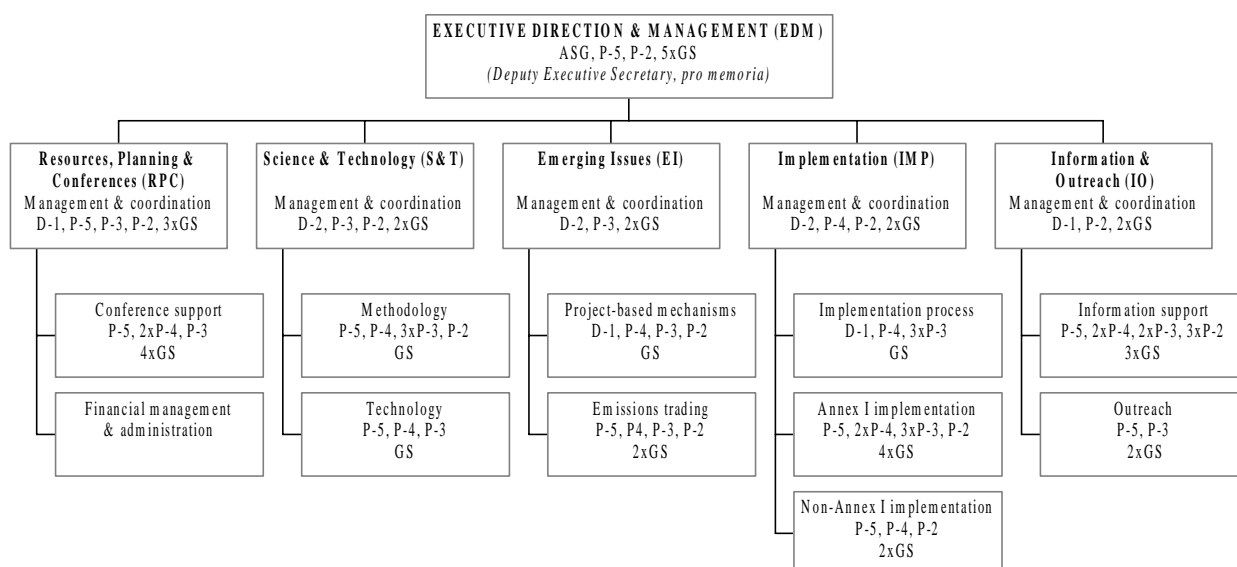 EXECUTIVE DIRECTION & MANAGEMENT (EDM)
ASG, P-5, P-2, 5xGS
(Deputy Executive Secretary, pro memoria)
Resources, Planning &
Conferences (RPC)
Management & coordination
D-1, P-5, P-3, P-2, 3xGS
Science & Technology (S&T)
Management & coordination
D-2, P-3, P-2, 2xGS
Emerging Issues (EI)
Management & coordination
D-2, P-3, 2xGS
Implementation (IMP)
Management & coordination
D-2, P-4, P-2, 2xGS
Information &
Outreach (IO)
Management & coordination
D-1, P-2, 2xGS
Conference support
P-5, 2xP-4, P-3
4xGS
Methodology
P-5, P-4, 3xP-3, P-2
GS
Project-based mechanisms
D-1, P-4, P-3, P-2
GS
Implementation process
D-1, P-4, 3xP-3
GS
Information support
P-5, 2xP-4, 2xP-3, 3xP-2
3xGS
Financial management
& administration
Technology
P-5, P-4, P-3
GS
Emissions trading
P-5, P4, P-3, P-2
2xGS
Annex I implementation
P-5, 2xP-4, 3xP-3, P-2
4xGS
Outreach
P-5, P-3
2xGS
Non-Annex I implementation
P-5, P-4, P-2
2xGS